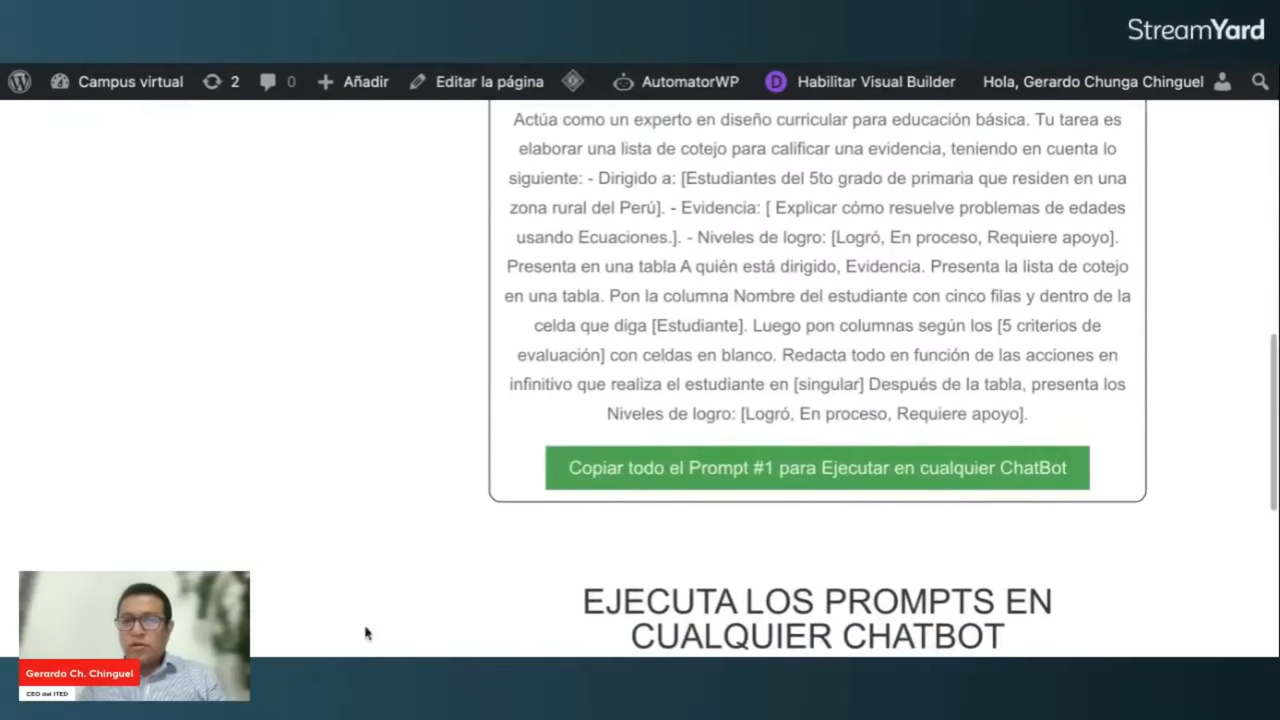 StreamYard
Campus virtual 2 0 Añadir Editar la página AutomatorWP D Habilitar Visual Builder Hola, Gerardo Chunga Chinguel
Actúa como un experto en diseño curricular para educación básica. Tu tarea es
elaborar una lista de cotejo para calificar una evidencia, teniendo en cuenta lo
siguiente: - Dirigido a: [Estudiantes del 5to grado de primaria que residen en una
zona rural del Perú]. - Evidencia: [ Explicar cómo resuelve problemas de edades
usando Ecuaciones.]. - Niveles de logro: [Logró, En proceso, Requiere apoyo].
Presenta en una tabla A quién está dirigido, Evidencia. Presenta la lista de cotejo
en una tabla. Pon la columna Nombre del estudiante con cinco filas y dentro de la
celda que diga [Estudiante]. Luego pon columnas según los [5 criterios de
evaluación] con celdas en blanco. Redacta todo en función de las acciones en
infinitivo que realiza el estudiante en [singular] Después de la tabla, presenta los
Niveles de logro: [Logró, En proceso, Requiere apoyo].
Copiar todo el Prompt #1 para Ejecutar en cualquier ChatBot
EJECUTA LOS PROMPTS EN
CUALQUIER CHATBOT
Gerardo Ch. Chinguel
CEO del ITED